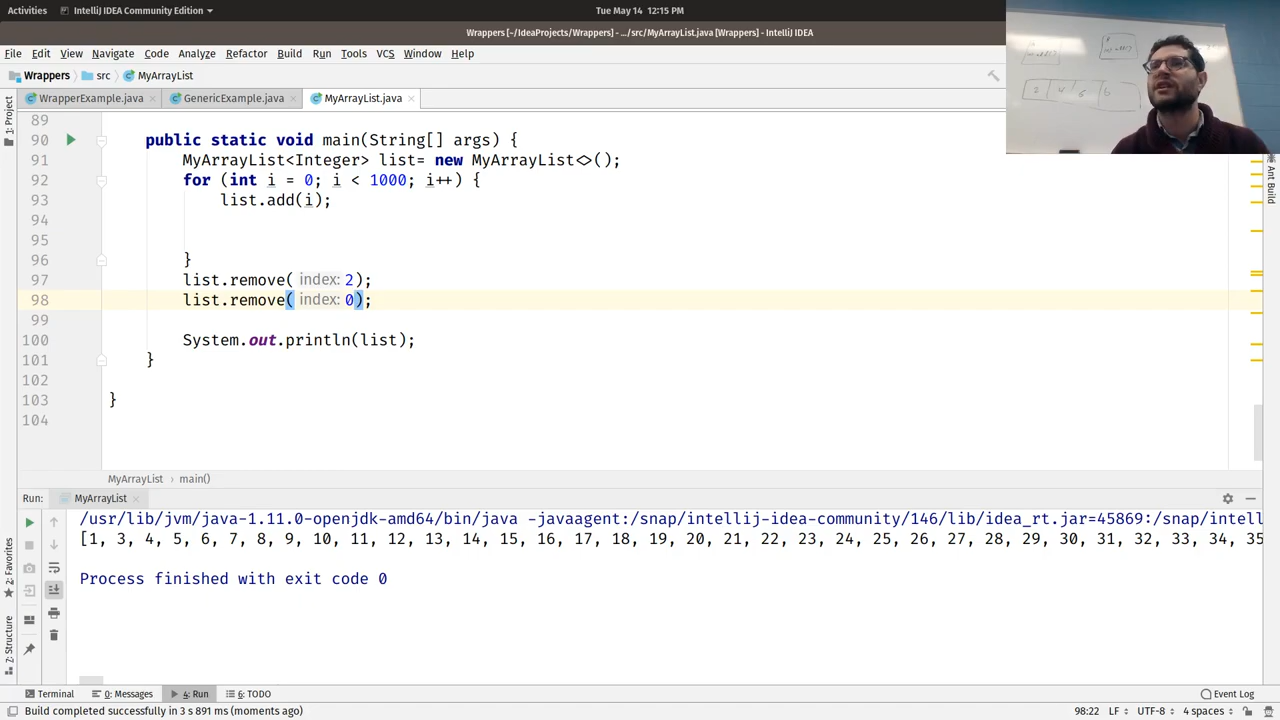 Activities IntelliJ IDEA Community Edition Tue May 14 12:15 PM
Wrappers [~/IdeaProjects/Wrappers] - .../src/MyArrayList.java [Wrappers] - IntelliJ IDEA
File Edit View Navigate Code Analyze Refactor Build Run Tools VCS Window Help
Wrappers src MyArrayList
WrapperExample.java GenericExample.java MyArrayList.java
1: Project
Ant Build
89
90 public static void main(String[] args) {
91 MyArrayList<Integer> list= new MyArrayList<>();
92 for (int i = 0; i < 1000; i++) {
93 list.add(i);
94
95
96 }
97 list.remove( index: 2);
98 list.remove( index: 0);
99
100 System.out.println(list);
101 }
102
103 }
104
MyArrayList › main()
Run: MyArrayList
/usr/lib/jvm/java-1.11.0-openjdk-amd64/bin/java -javaagent:/snap/intellij-idea-community/146/lib/idea_rt.jar=45869:/snap/intell
[1, 3, 4, 5, 6, 7, 8, 9, 10, 11, 12, 13, 14, 15, 16, 17, 18, 19, 20, 21, 22, 23, 24, 25, 26, 27, 28, 29, 30, 31, 32, 33, 34, 35
Process finished with exit code 0
2: Favorites
7: Structure
Terminal 0: Messages 4: Run 6: TODO Event Log
Build completed successfully in 3 s 891 ms (moments ago) 98:22 LF UTF-8 4 spaces